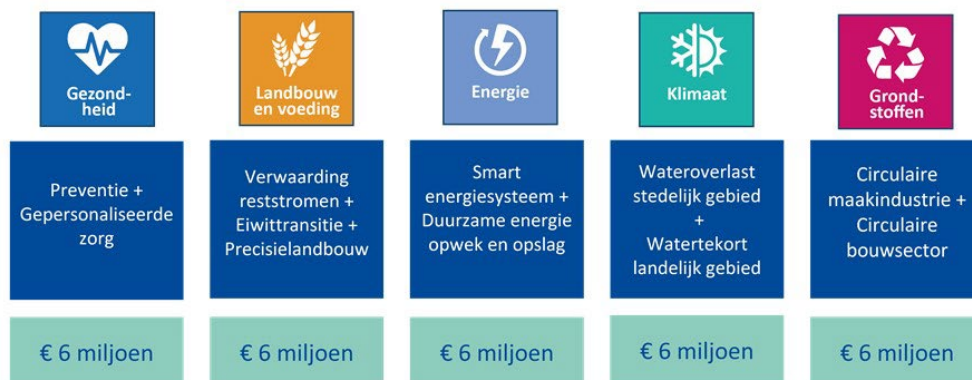 Gezond-
heid
Landbouw
en voeding
Energie
Klimaat
Grond-
stoffen
Preventie +
Gepersonaliseerde
zorg
Verwaarding
reststromen +
Eiwittransitie +
Precisielandbouw
Smart
energiesysteem +
Duurzame energie
opwek en opslag
Wateroverlast
stedelijk gebied
+
Watertekort
landelijk gebied
Circulaire
maakindustrie +
Circulaire
bouwsector
€ 6 miljoen
€ 6 miljoen
€ 6 miljoen
€ 6 miljoen
€ 6 miljoen